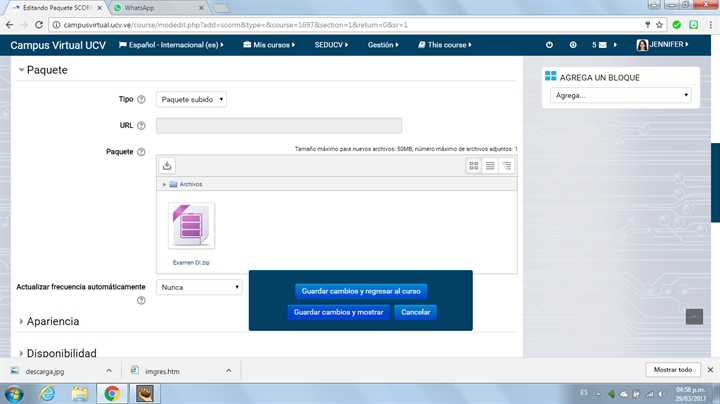 Editando Paquete SCOR
WhatsApp
campusvirtual.ucv.ve/course/modedit.php?add=scorm&type=&course=1697&section=1&return=0&sr=1
Campus Virtual UCV
Español - Internacional (es)
Mis cursos
SEDUCV
Gestión
This course
5
JENNIFER
Paquete
AGREGA UN BLOQUE
Agrega...
Tipo
Paquete subido
URL
Paquete
Tamaño máximo para nuevos archivos: 50MB, número máximo de archivos adjuntos: 1
Archivos
Examen DI.zip
Actualizar frecuencia automáticamente
Nunca
Guardar cambios y regresar al curso
Guardar cambios y mostrar
Cancelar
Apariencia
Disponibilidad
descarga.jpg
imgres.htm
Mostrar todo
ES
04:58 p.m.
29/03/2017